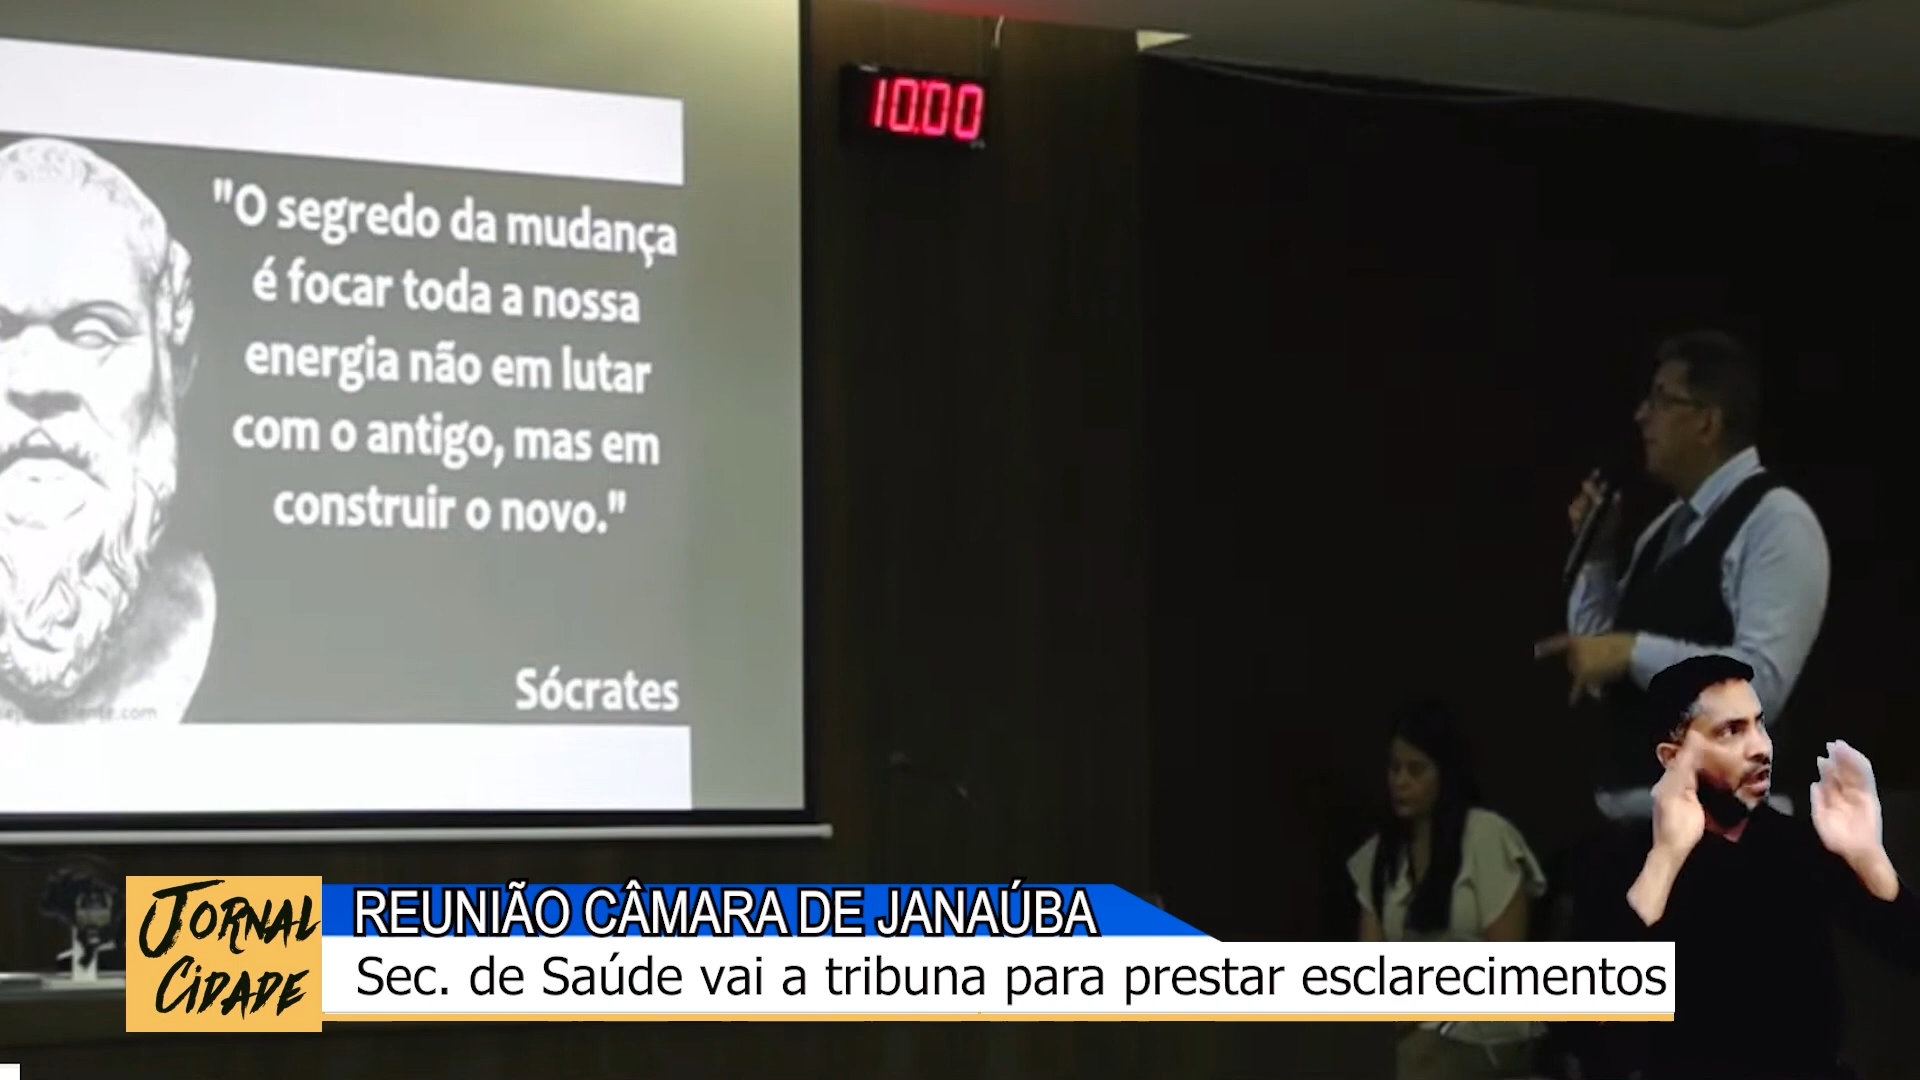 10:00
"O segredo da mudança
é focar toda a nossa
energia não em lutar
com o antigo, mas em
construir o novo."
Sócrates
JORNAL
CIDADE
REUNIÃO CÂMARA DE JANAÚBA
Sec. de Saúde vai a tribuna para prestar esclarecimentos